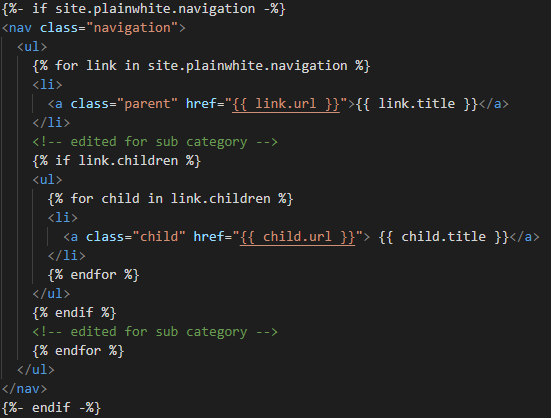 {%- if site.plainwhite.navigation -%}
<nav class="navigation">
<ul>
{% for link in site.plainwhite.navigation %}
<li>
<a class="parent" href="{{ link.url }}">{{ link.title }}</a>
</li>
<!-- edited for sub category -->
{% if link.children %}
<ul>
{% for child in link.children %}
<li>
<a class="child" href="{{ child.url }}"> {{ child.title }}</a>
</li>
{% endfor %}
</ul>
{% endif %}
<!-- edited for sub category -->
{% endfor %}
</ul>
</nav>
{%- endif -%}